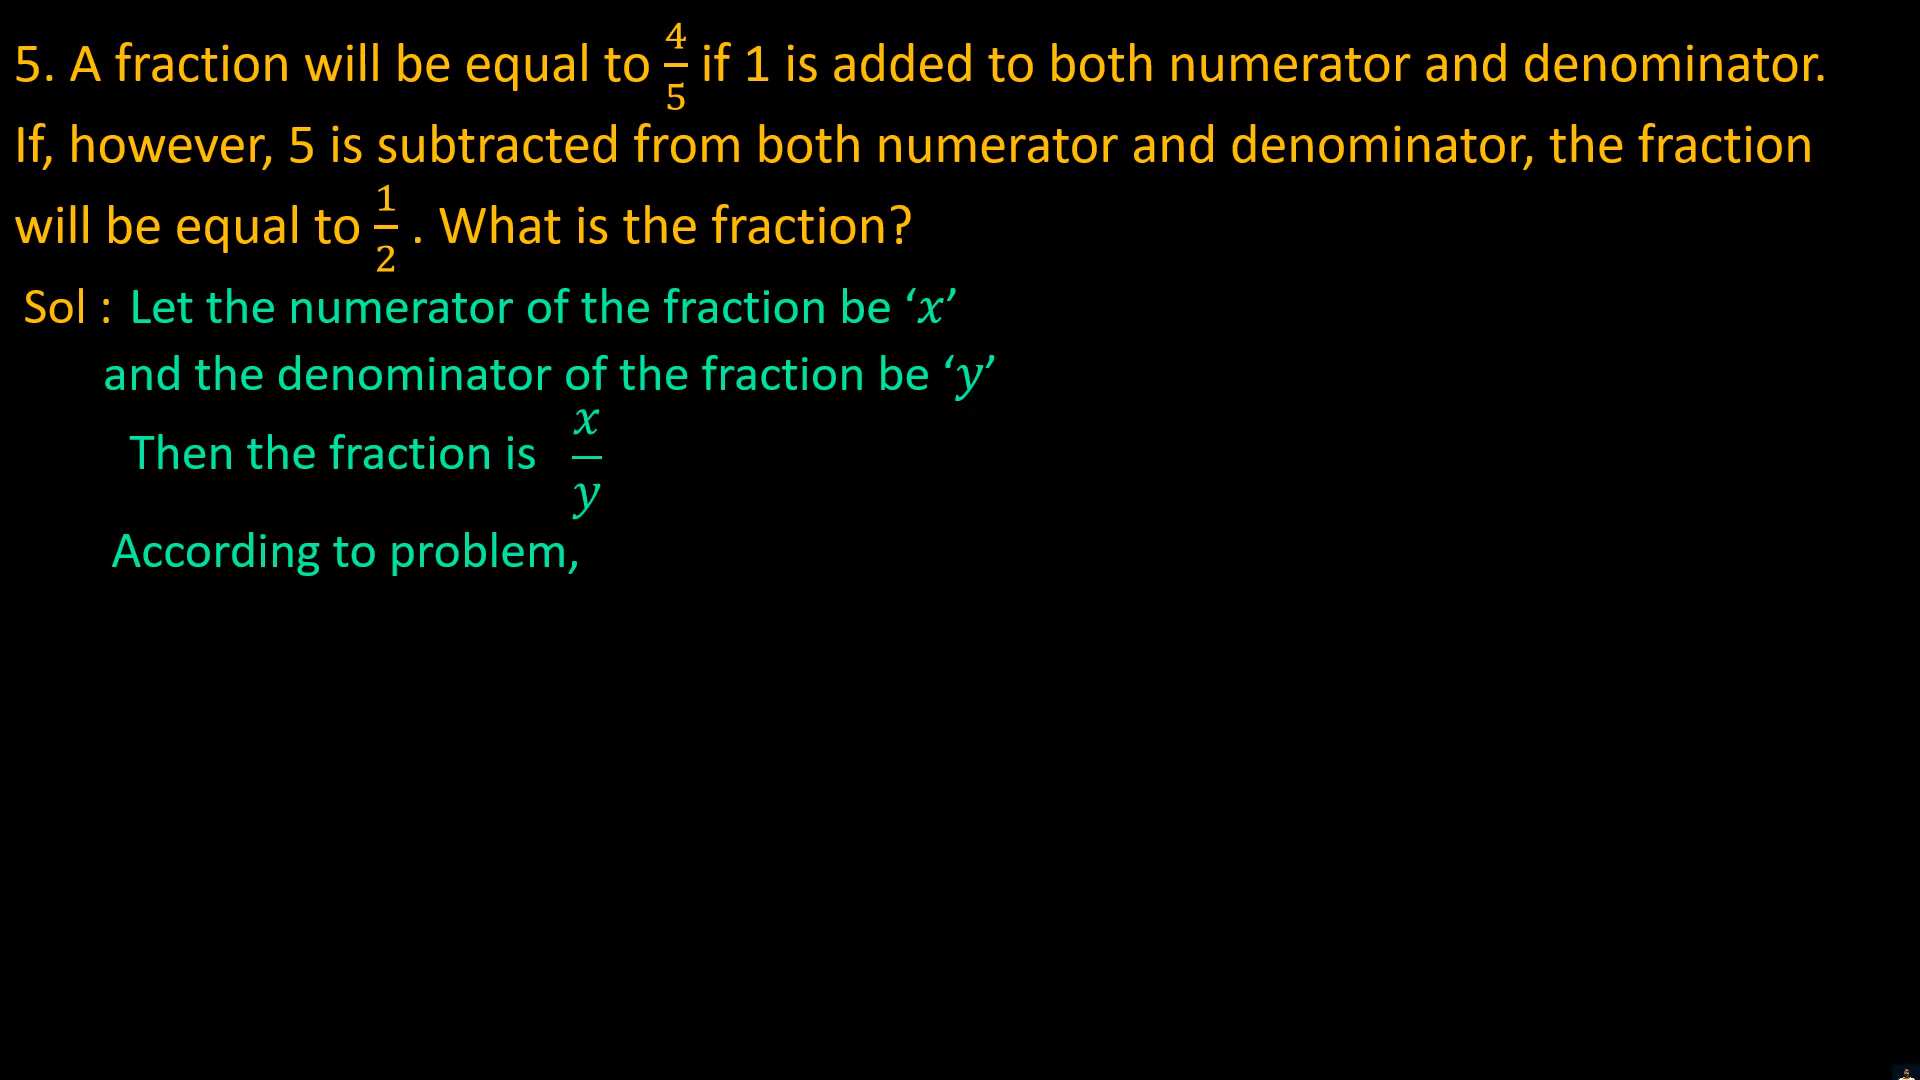 5. A fraction will be equal to 4/5 if 1 is added to both numerator and denominator.
If, however, 5 is subtracted from both numerator and denominator, the fraction
will be equal to 1/2 . What is the fraction?
Sol : Let the numerator of the fraction be ‘x’
and the denominator of the fraction be ‘y’
Then the fraction is x/y
According to problem,